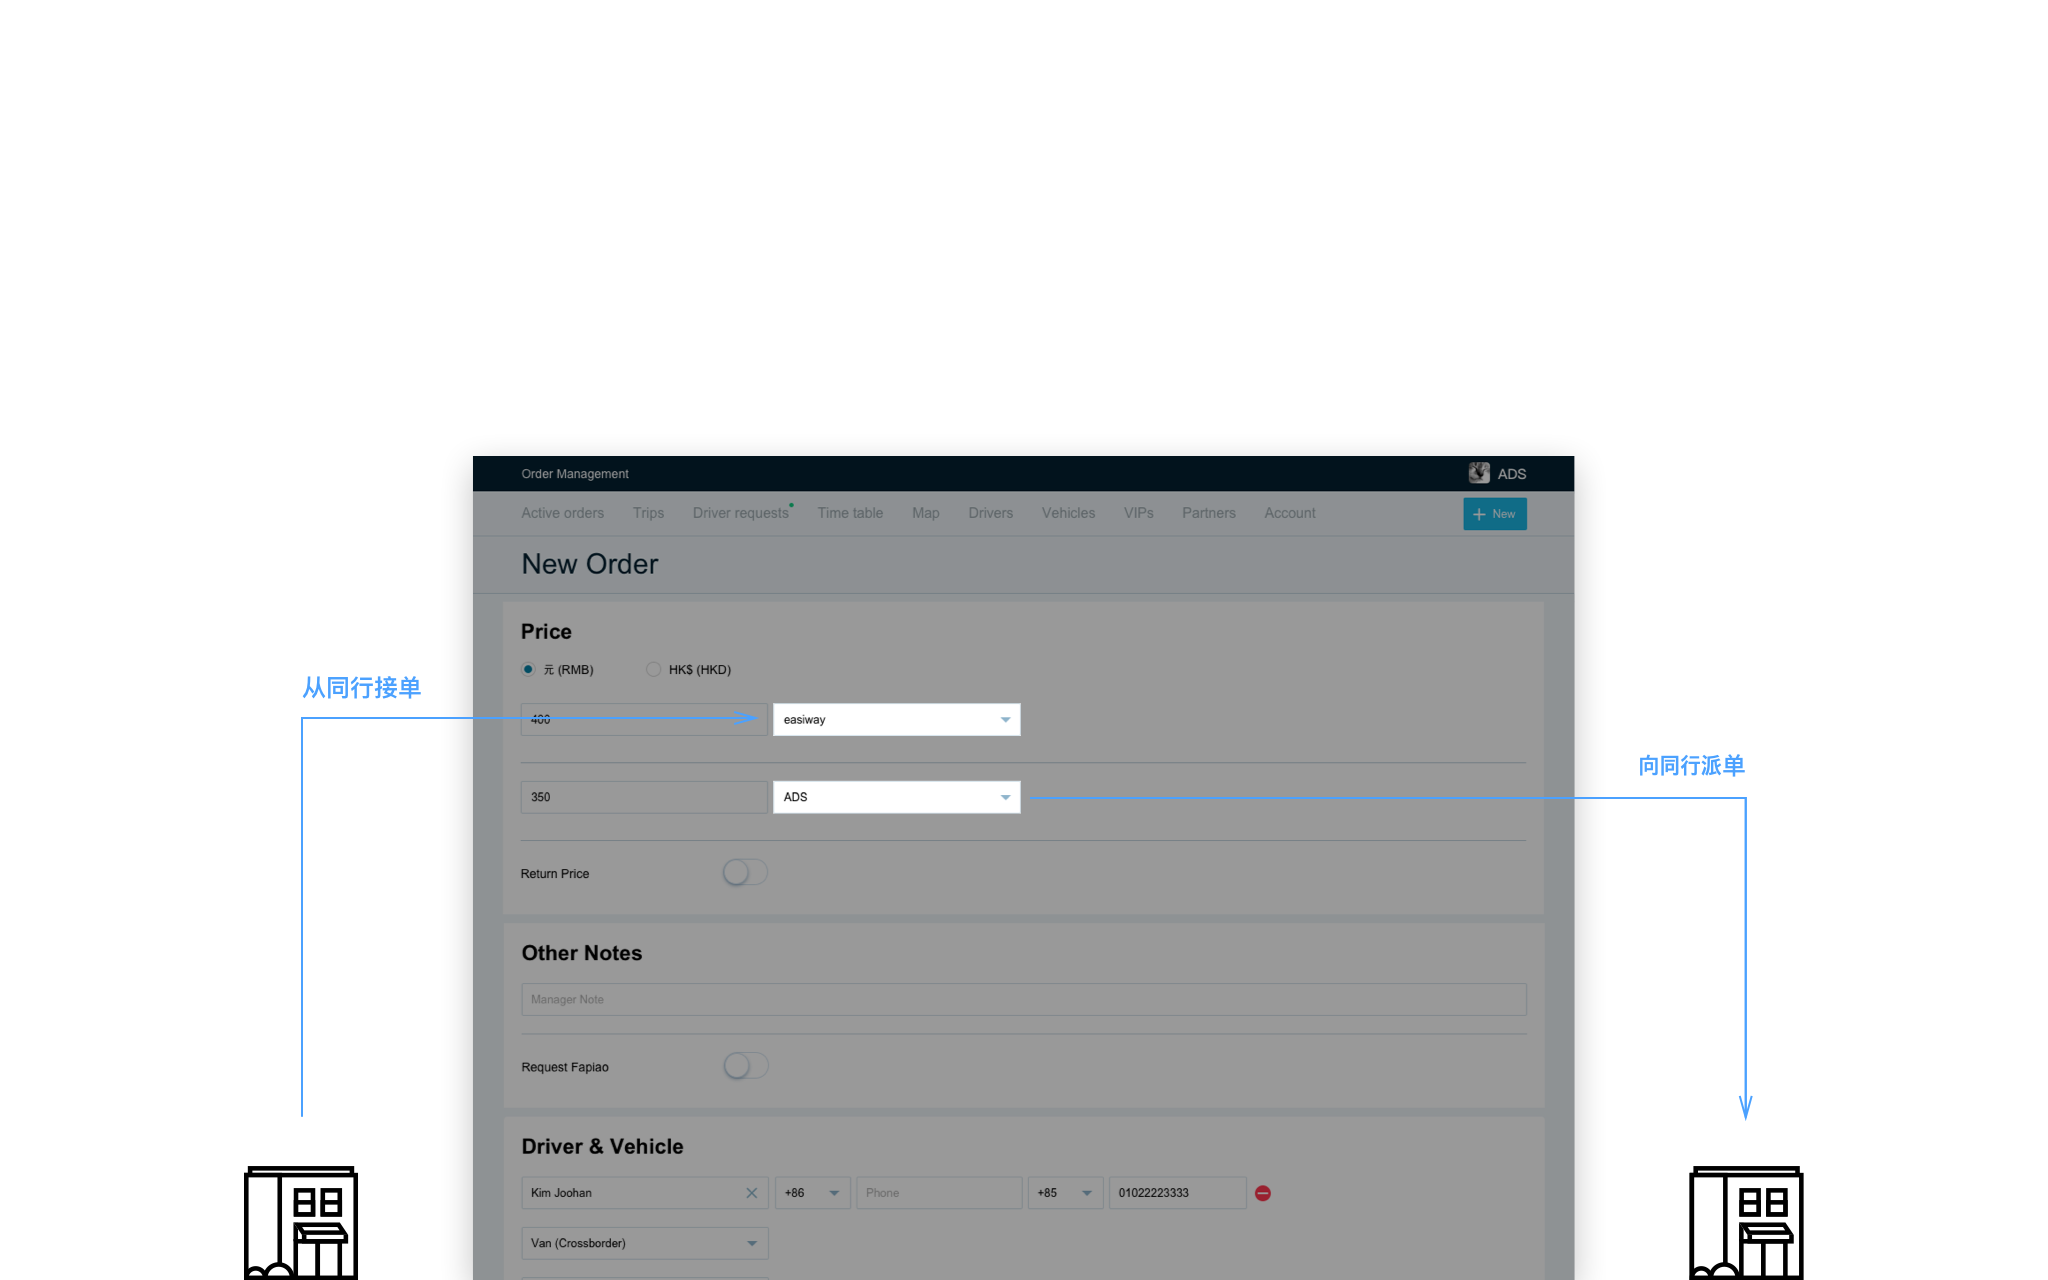 Order Management
ADS
Active orders Trips Driver requests Time table Map Drivers Vehicles VIPs Partners Account
+ New
New Order
Price
元 (RMB) HK$ (HKD)
从同行接单
400 easiway
向同行派单
350 ADS
Return Price
Other Notes
Manager Note
Request Fapiao
Driver & Vehicle
Kim Joohan +86 Phone +85 01022223333
Van (Crossborder)